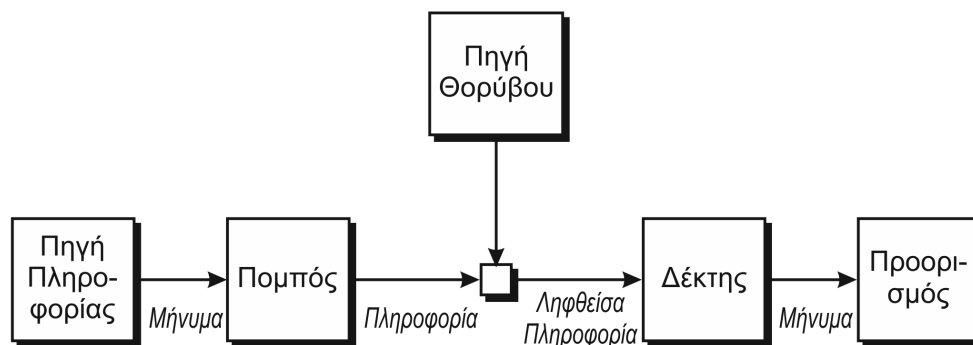 Πηγή
Θορύβου
Πηγή
Πληρο-
φορίας
Μήνυμα
Πομπός
Πληροφορία
Ληφθείσα
Πληροφορία
Δέκτης
Μήνυμα
Προορι-
σμός